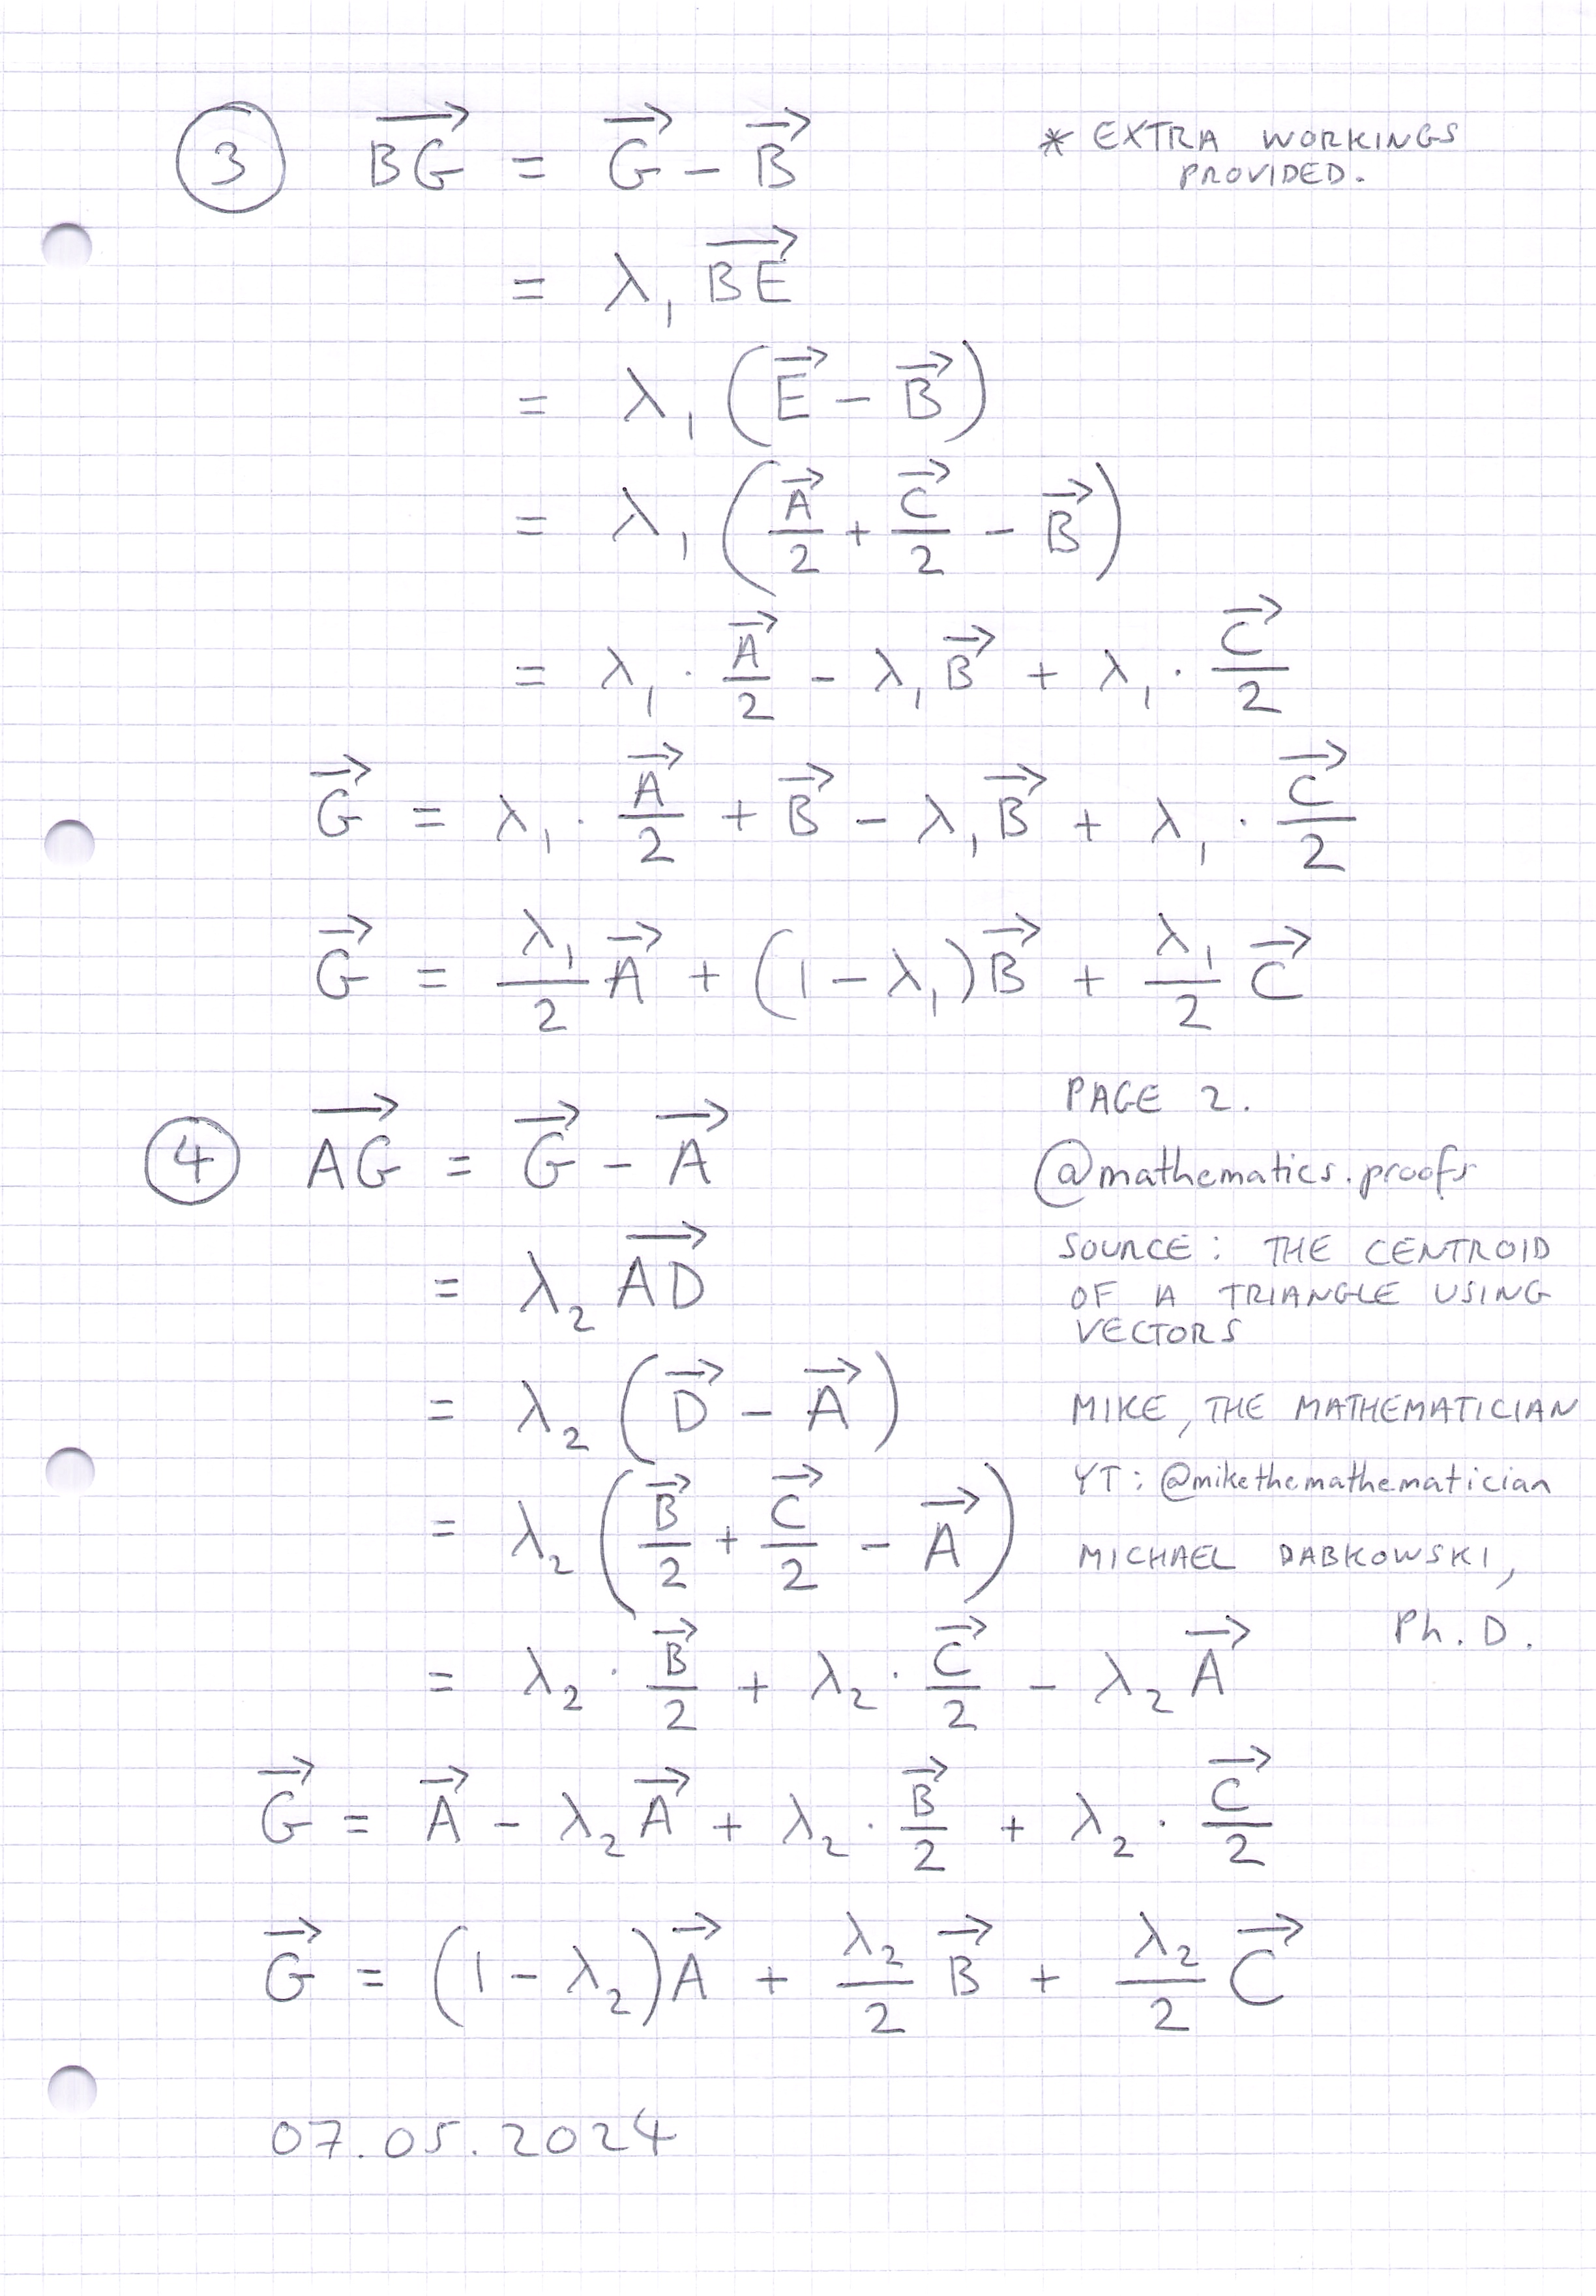 ③ $\overrightarrow{BG} = \vec{G} - \vec{B}$
* EXTRA WORKINGS
PROVIDED.
$= \lambda_1 \overrightarrow{BE}$
$= \lambda_1 \left( \vec{E} - \vec{B} \right)$
$= \lambda_1 \left( \frac{\vec{A}}{2} + \frac{\vec{C}}{2} - \vec{B} \right)$
$= \lambda_1 \cdot \frac{\vec{A}}{2} - \lambda_1 \vec{B} + \lambda_1 \cdot \frac{\vec{C}}{2}$
$\vec{G} = \lambda_1 \cdot \frac{\vec{A}}{2} + \vec{B} - \lambda_1 \vec{B} + \lambda_1 \cdot \frac{\vec{C}}{2}$
$\vec{G} = \frac{\lambda_1}{2} \vec{A} + (1 - \lambda_1) \vec{B} + \frac{\lambda_1}{2} \vec{C}$
④ $\overrightarrow{AG} = \vec{G} - \vec{A}$
$= \lambda_2 \overrightarrow{AD}$
$= \lambda_2 \left( \vec{D} - \vec{A} \right)$
$= \lambda_2 \left( \frac{\vec{B}}{2} + \frac{\vec{C}}{2} - \vec{A} \right)$
$= \lambda_2 \cdot \frac{\vec{B}}{2} + \lambda_2 \cdot \frac{\vec{C}}{2} - \lambda_2 \vec{A}$
$\vec{G} = \vec{A} - \lambda_2 \vec{A} + \lambda_2 \cdot \frac{\vec{B}}{2} + \lambda_2 \cdot \frac{\vec{C}}{2}$
$\vec{G} = (1 - \lambda_2) \vec{A} + \frac{\lambda_2}{2} \vec{B} + \frac{\lambda_2}{2} \vec{C}$
PAGE 2.
@mathematics.proofs
SOURCE: THE CENTROID
OF A TRIANGLE USING
VECTORS
MIKE, THE MATHEMATICIAN
YT: @mikethemathematician
MICHAEL DABKOWSKI,
Ph.D.
07.05.2024